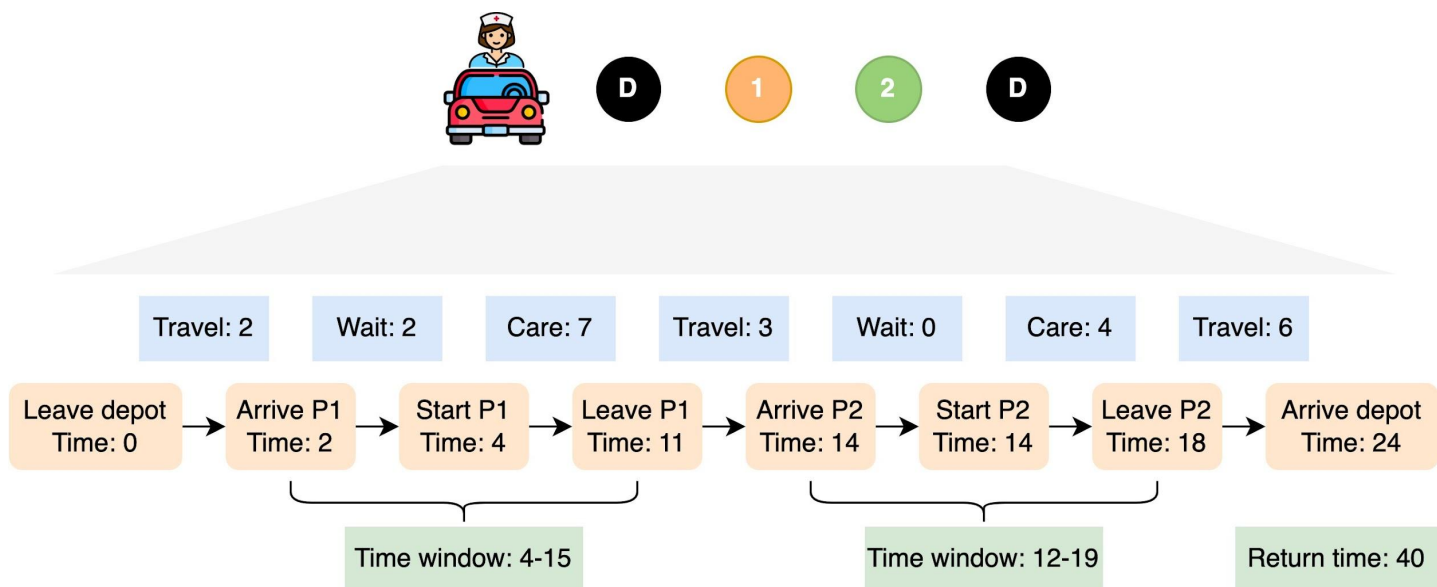 D
1
2
D
Travel: 2
Wait: 2
Care: 7
Travel: 3
Wait: 0
Care: 4
Travel: 6
Leave depot
Time: 0
Arrive P1
Time: 2
Start P1
Time: 4
Leave P1
Time: 11
Arrive P2
Time: 14
Start P2
Time: 14
Leave P2
Time: 18
Arrive depot
Time: 24
Time window: 4-15
Time window: 12-19
Return time: 40